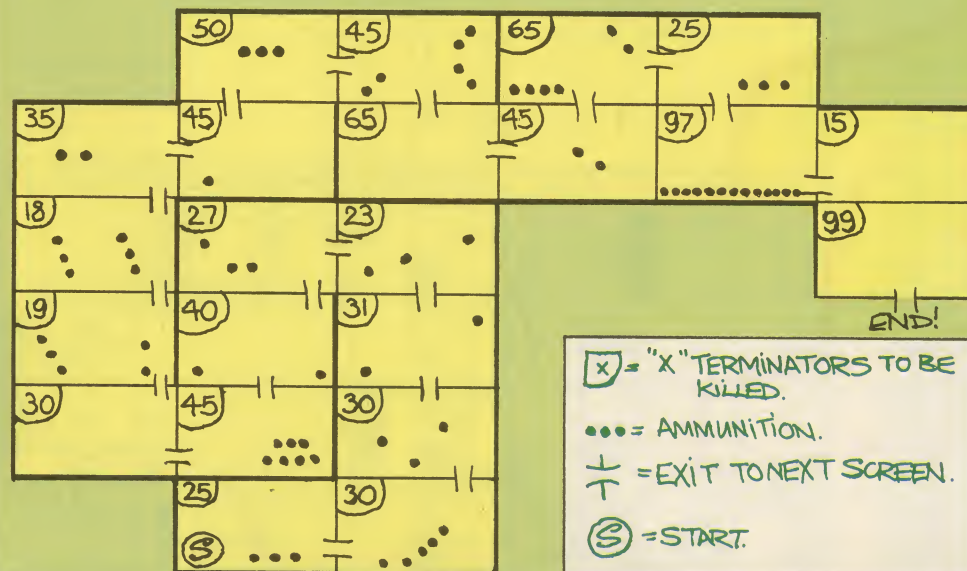 50 45 65 25
35 45 65 45 97 15
18 27 23 99
19 40 31
END!
30 45 30
25 30
S
X = "X" TERMINATORS TO BE
KILLED.
= AMMUNITION.
= EXIT TO NEXT SCREEN.
S = START.